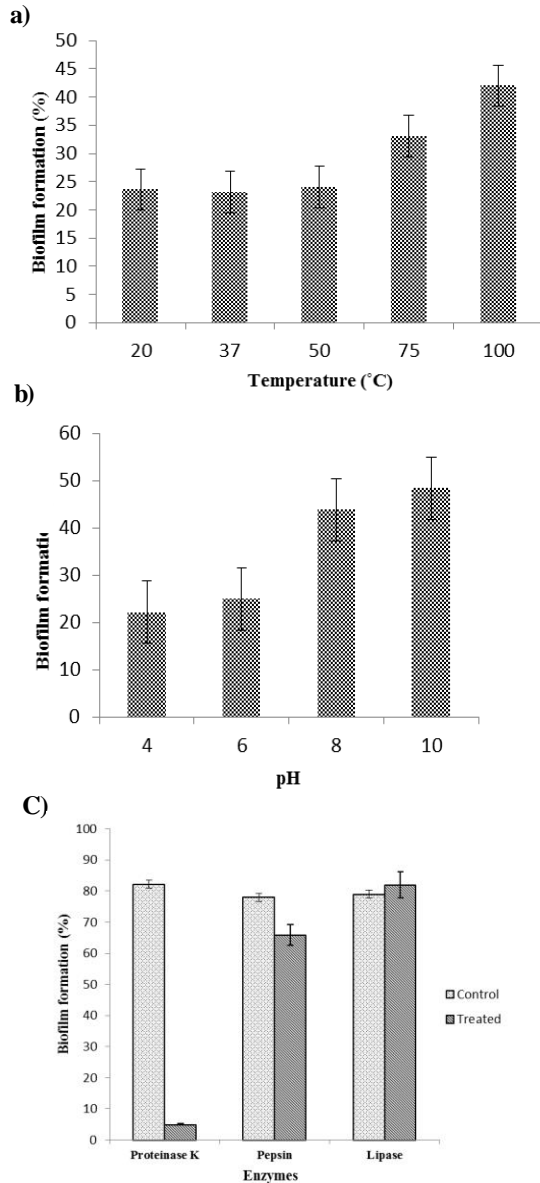 a)
50
45
40
35
30
25
20
15
10
5
0
Biofilm formation (%)
20 37 50 75 100
Temperature (˚C)
b)
60
50
40
30
20
10
0
Biofilm formatic
4 6 8 10
pH
C)
100
90
80
70
60
50
40
30
20
10
0
Biofilm formation (%)
Control
Treated
Proteinase K Pepsin Lipase
Enzymes